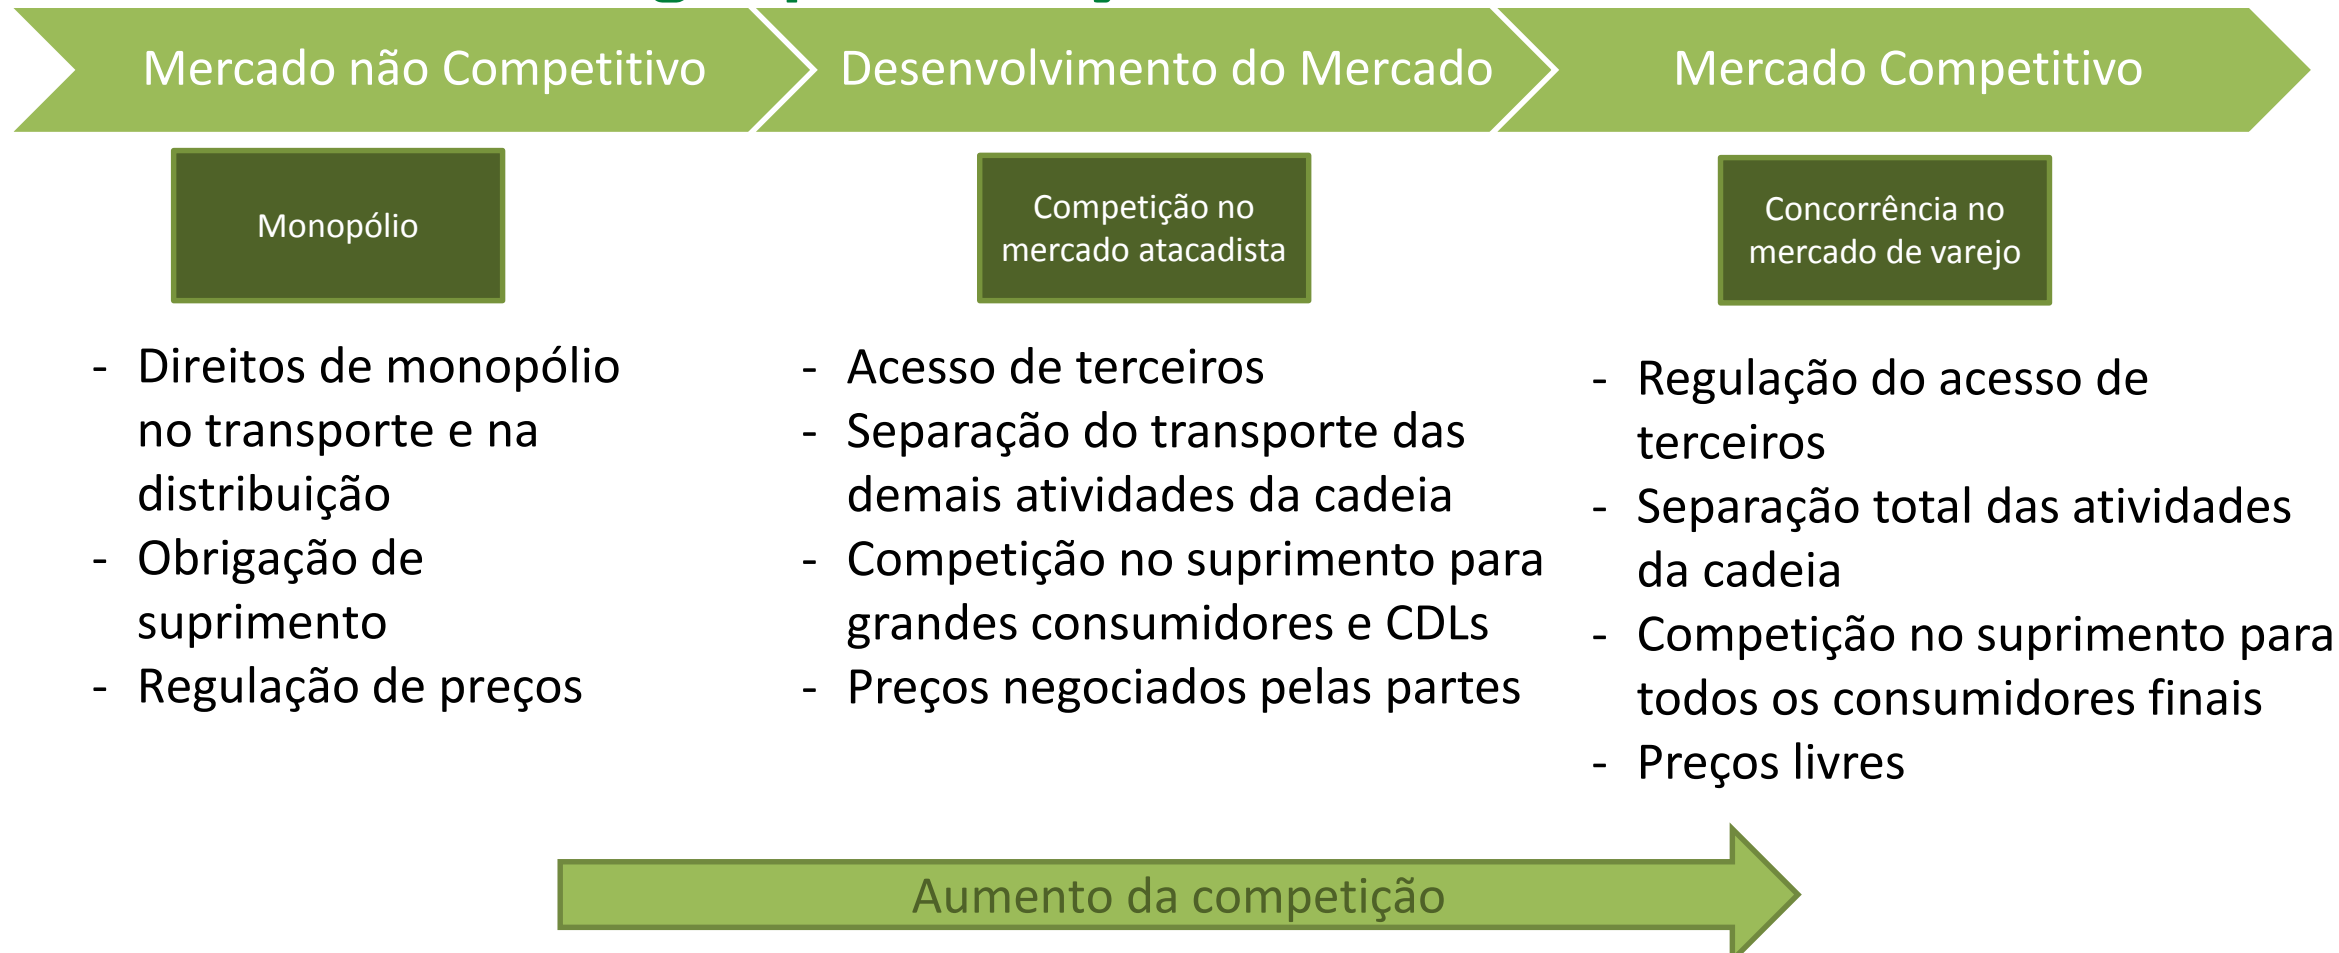 Mercado não Competitivo
Desenvolvimento do Mercado
Mercado Competitivo
Monopólio
Competição no
mercado atacadista
Concorrência no
mercado de varejo
- Direitos de monopólio
no transporte e na
distribuição
- Obrigação de
suprimento
- Regulação de preços
- Acesso de terceiros
- Separação do transporte das
demais atividades da cadeia
- Competição no suprimento para
grandes consumidores e CDLs
- Preços negociados pelas partes
- Regulação do acesso de
terceiros
- Separação total das atividades
da cadeia
- Competição no suprimento para
todos os consumidores finais
- Preços livres
Aumento da competição